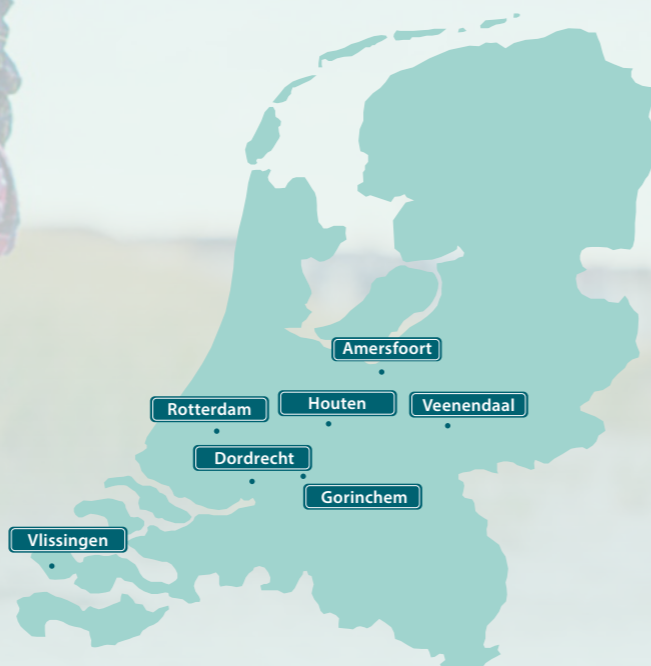 Amersfoort
Houten
Veenendaal
Rotterdam
Dordrecht
Gorinchem
Vlissingen